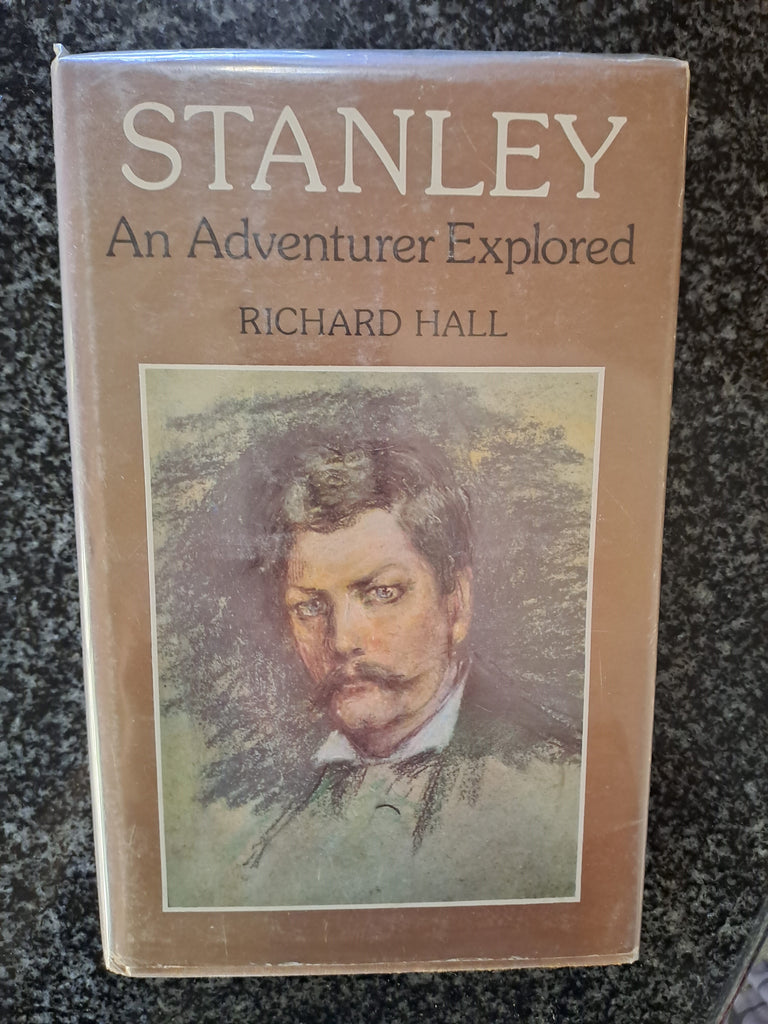 STANLEY
An Adventurer Explored
RICHARD HALL